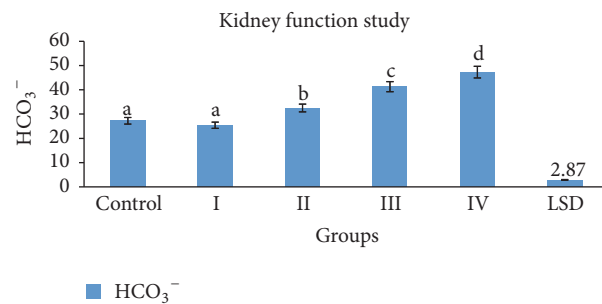 Kidney function study
HCO₃⁻
60
50
40
30
20
10
0
a
a
b
c
d
2.87
Control I II III IV LSD
Groups
HCO₃⁻